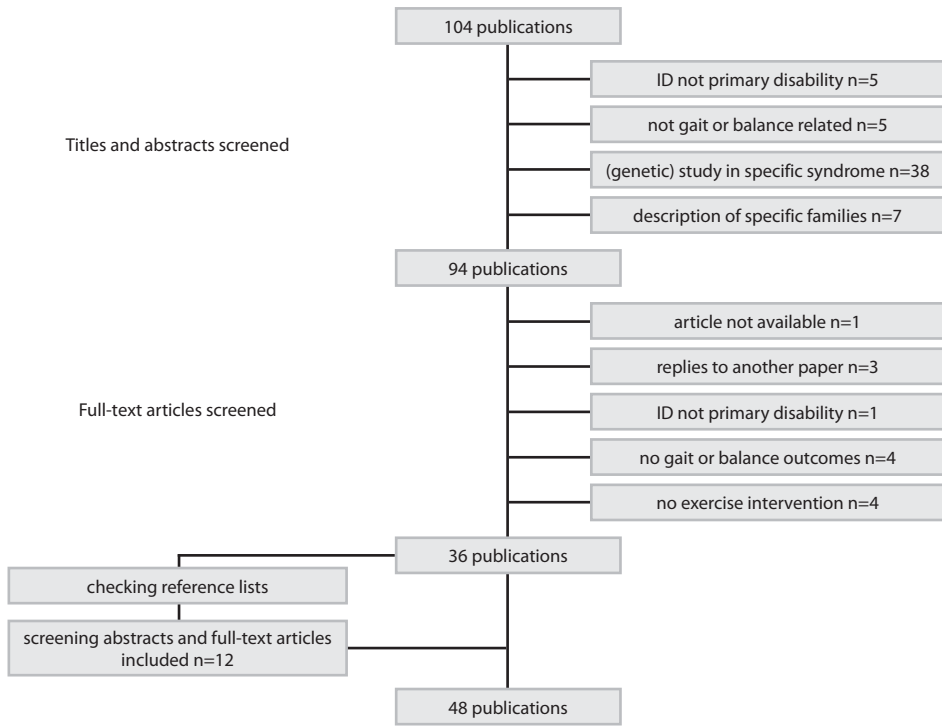 104 publications
ID not primary disability n=5
not gait or balance related n=5
Titles and abstracts screened
(genetic) study in specific syndrome n=38
description of specific families n=7
94 publications
article not available n=1
replies to another paper n=3
Full-text articles screened
ID not primary disability n=1
no gait or balance outcomes n=4
no exercise intervention n=4
36 publications
checking reference lists
screening abstracts and full-text articles
included n=12
48 publications